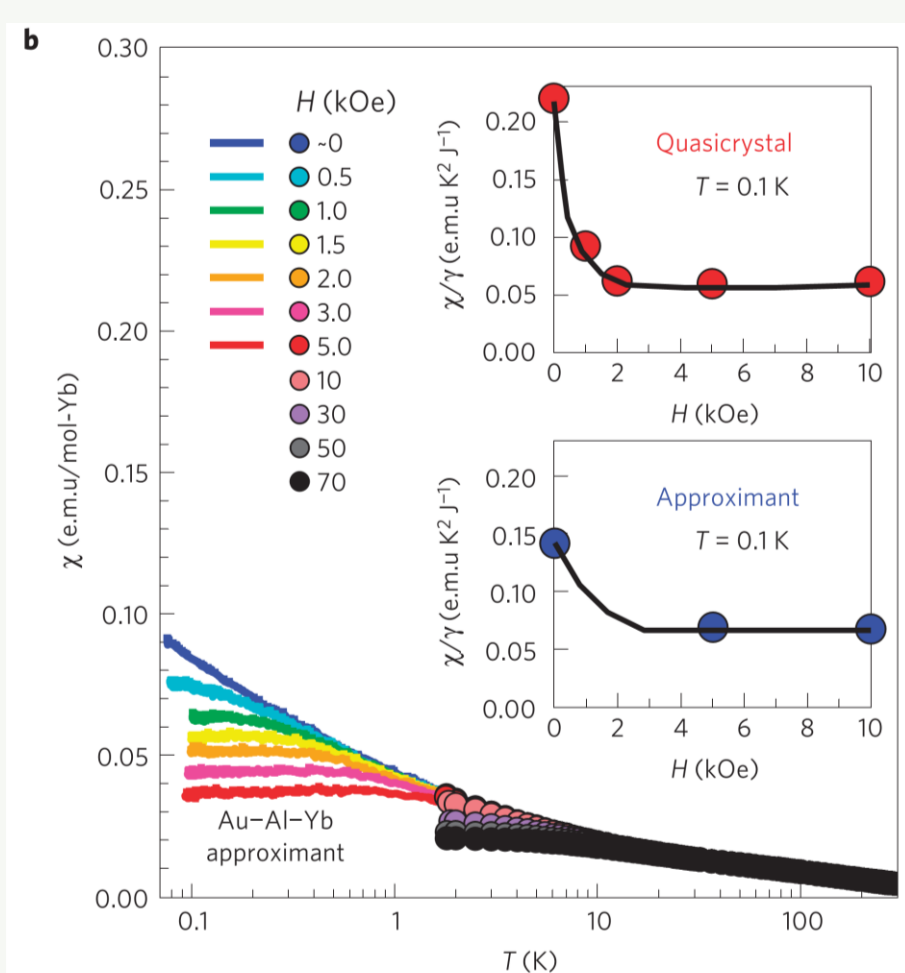 b
0.30
0.25
0.20
0.15
0.10
0.05
0.00
χ (e.m.u/mol-Yb)
H (kOe)
~0
0.5
1.0
1.5
2.0
3.0
5.0
10
30
50
70
Au–Al–Yb
approximant
0.1 1 10 100
T (K)
χ/γ (e.m.u K² J⁻¹)
0.20
0.15
0.10
0.05
0.00
Quasicrystal
T = 0.1 K
0 2 4 6 8 10
H (kOe)
χ/γ (e.m.u K² J⁻¹)
0.20
0.15
0.10
0.05
0.00
Approximant
T = 0.1 K
0 2 4 6 8 10
H (kOe)